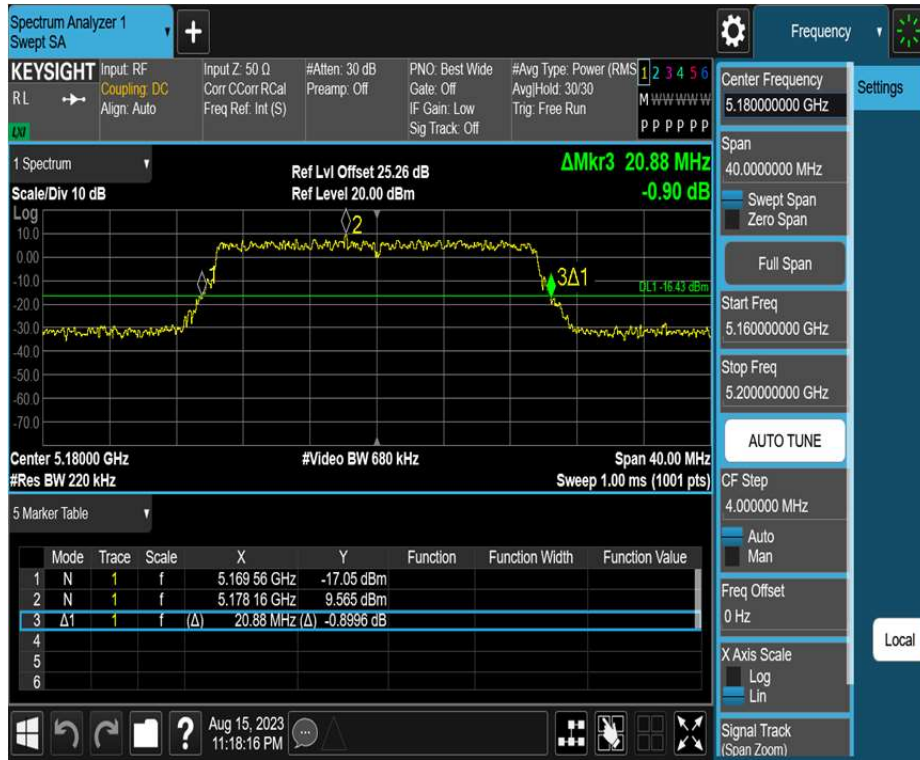 Spectrum Analyzer 1
Swept SA
+
Frequency
KEYSIGHT
RL
LXI
Input: RF
Coupling: DC
Align: Auto
Input Z: 50 Ω
Corr CCorr RCal
Freq Ref: Int (S)
#Atten: 30 dB
Preamp: Off
PNO: Best Wide
Gate: Off
IF Gain: Low
Sig Track: Off
#Avg Type: Power (RMS
Avg|Hold: 30/30
Trig: Free Run
1 2 3 4 5 6
M W W W W W
P P P P P P
1 Spectrum
Scale/Div 10 dB
Ref Lvl Offset 25.26 dB
Ref Level 20.00 dBm
ΔMkr3 20.88 MHz
-0.90 dB
Log
10.0
0.00
-10.0
-20.0
-30.0
-40.0
-50.0
-60.0
-70.0
1
2
3Δ1
DL1 -16.43 dBm
Center 5.18000 GHz
#Res BW 220 kHz
#Video BW 680 kHz
Span 40.00 MHz
Sweep 1.00 ms (1001 pts)
5 Marker Table
Mode Trace Scale X Y Function Function Width Function Value
1 N 1 f 5.169 56 GHz -17.05 dBm
2 N 1 f 5.178 16 GHz 9.565 dBm
3 Δ1 1 f (Δ) 20.88 MHz (Δ) -0.8996 dB
4
5
6
?
Aug 15, 2023
11:18:16 PM
Center Frequency
5.180000000 GHz
Span
40.0000000 MHz
Swept Span
Zero Span
Full Span
Start Freq
5.160000000 GHz
Stop Freq
5.200000000 GHz
AUTO TUNE
CF Step
4.000000 MHz
Auto
Man
Freq Offset
0 Hz
X Axis Scale
Log
Lin
Signal Track
(Span Zoom)
Settings
Local